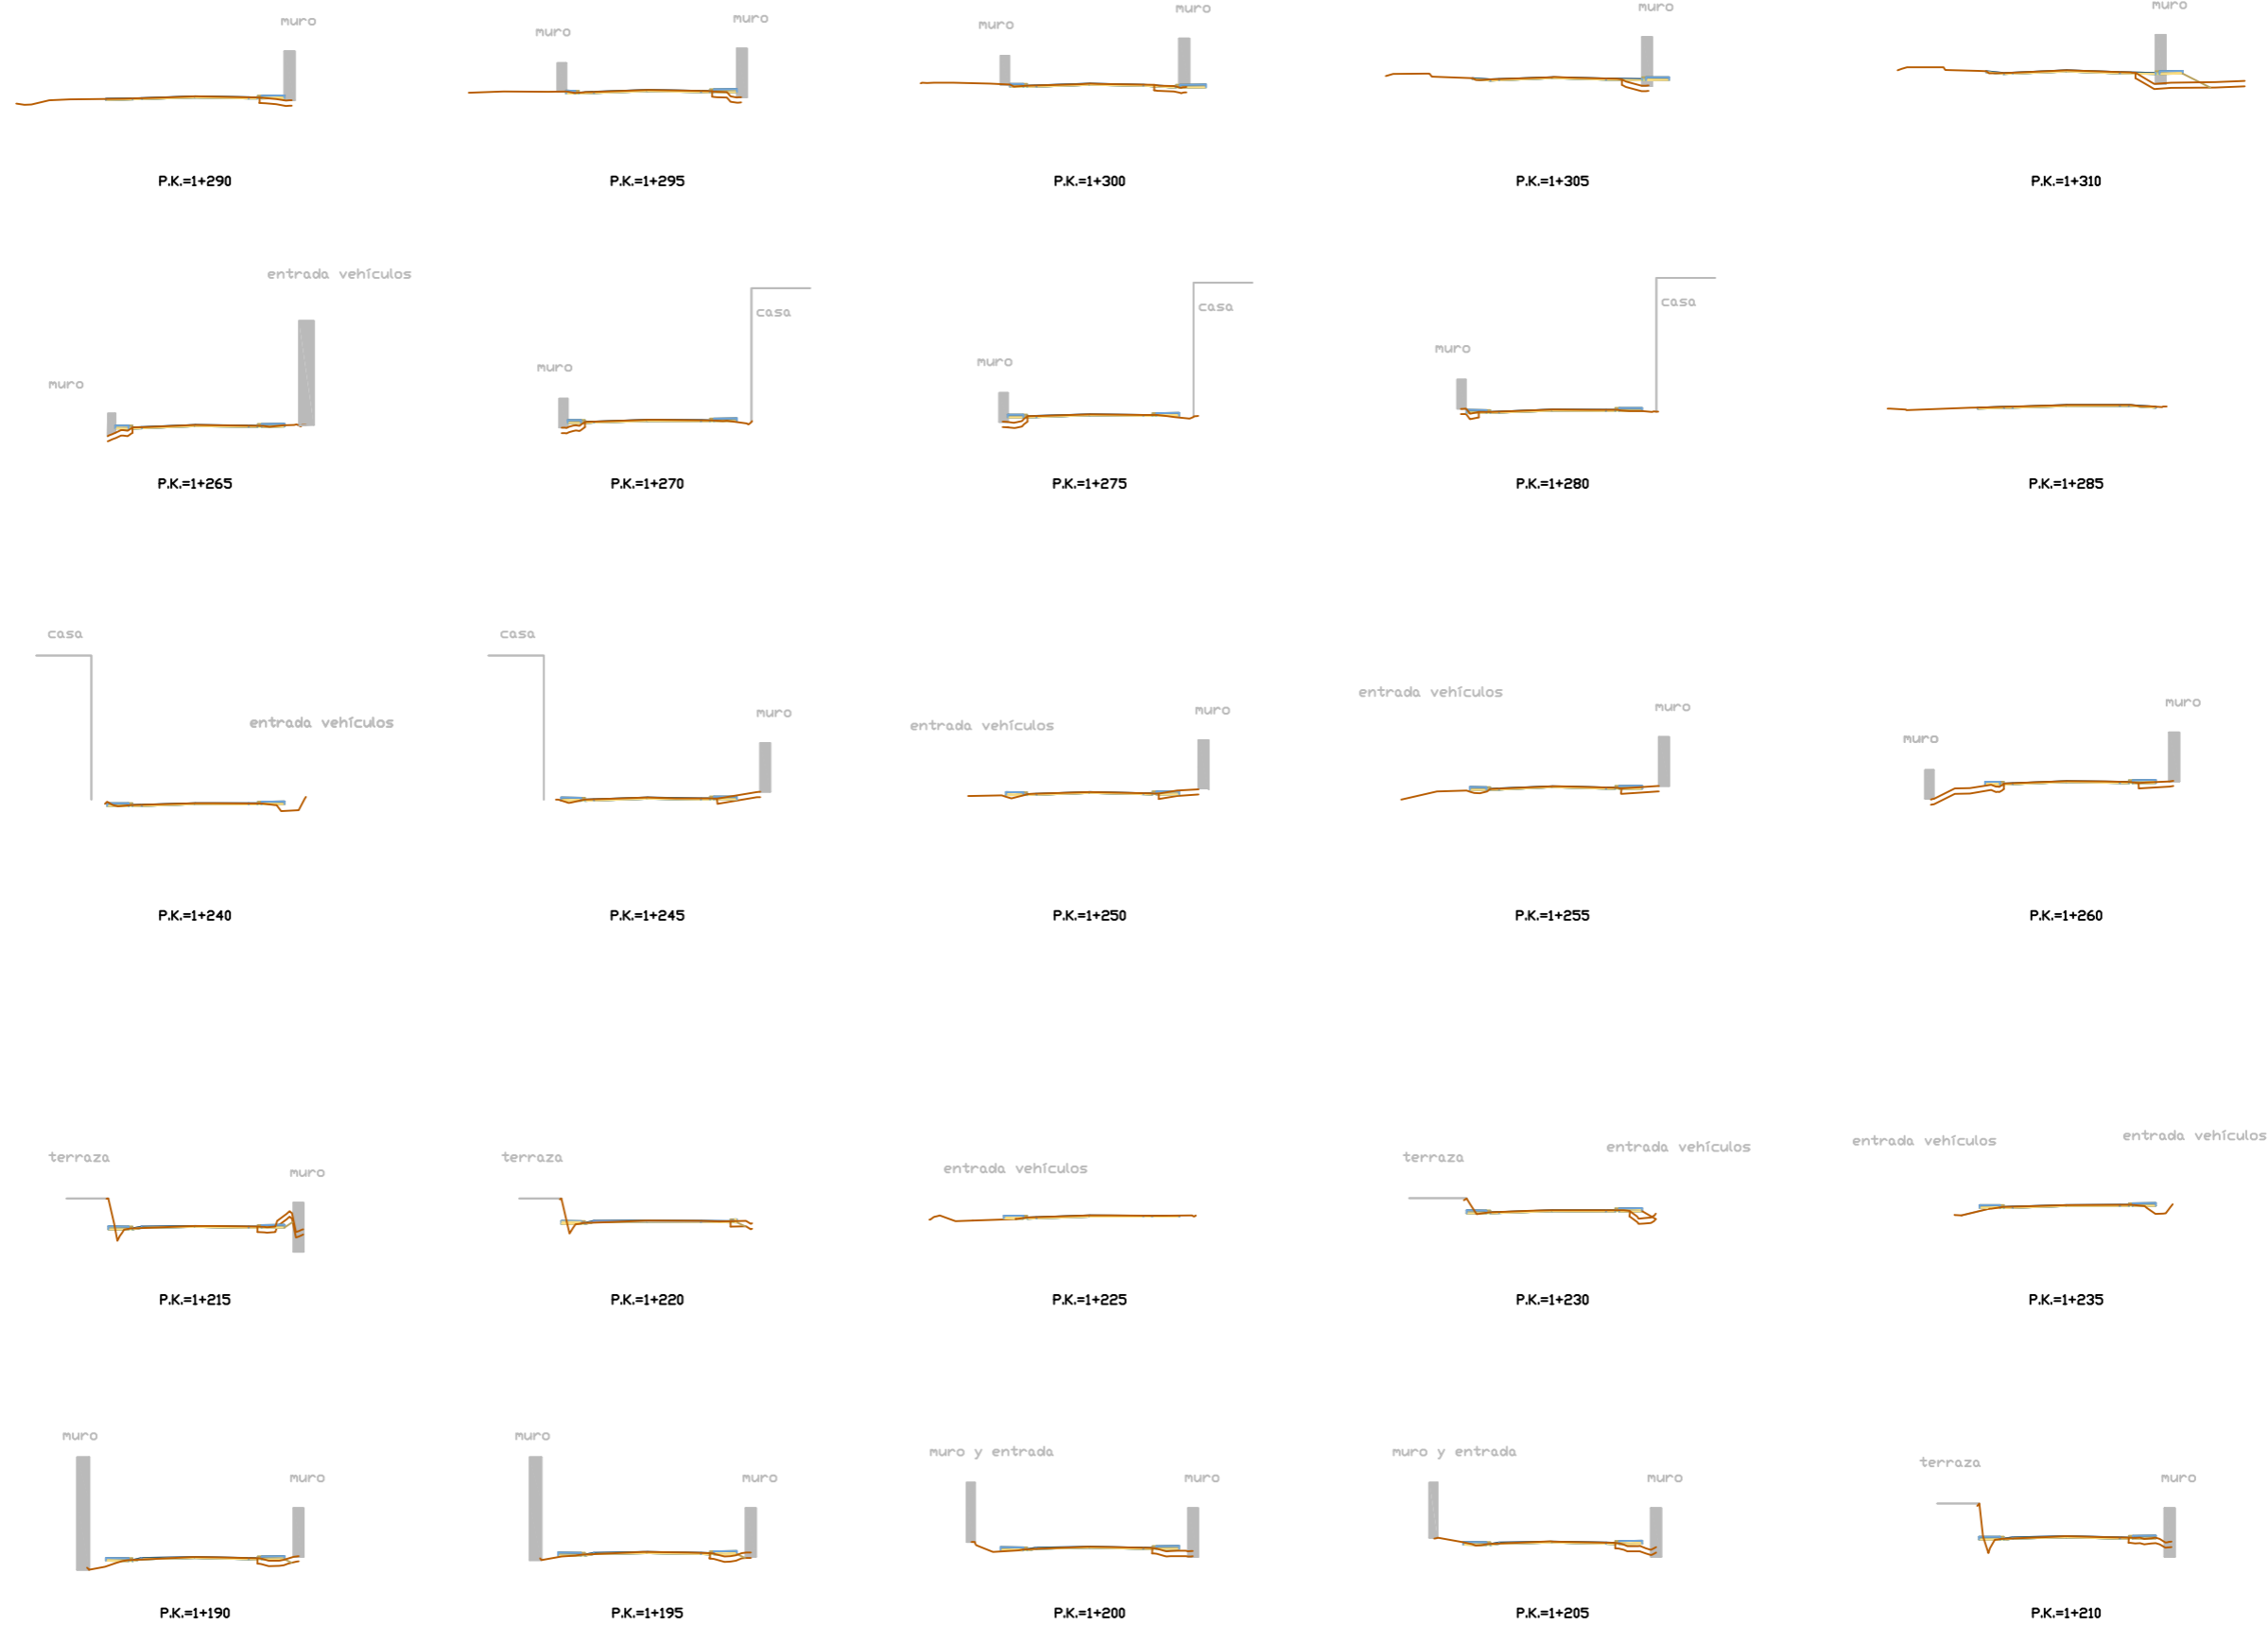 muro
muro
muro
muro
muro
muro
muro
P.K.=1+290
P.K.=1+295
P.K.=1+300
P.K.=1+305
P.K.=1+310
entrada vehículos
muro
casa
muro
casa
muro
casa
muro
P.K.=1+265
P.K.=1+270
P.K.=1+275
P.K.=1+280
P.K.=1+285
casa
entrada vehículos
casa
muro
entrada vehículos
muro
entrada vehículos
muro
muro
muro
P.K.=1+240
P.K.=1+245
P.K.=1+250
P.K.=1+255
P.K.=1+260
terraza
muro
terraza
entrada vehículos
terraza
entrada vehículos
entrada vehículos
entrada vehículos
P.K.=1+215
P.K.=1+220
P.K.=1+225
P.K.=1+230
P.K.=1+235
muro
muro
muro
muro
muro y entrada
muro
muro y entrada
muro
terraza
muro
P.K.=1+190
P.K.=1+195
P.K.=1+200
P.K.=1+205
P.K.=1+210